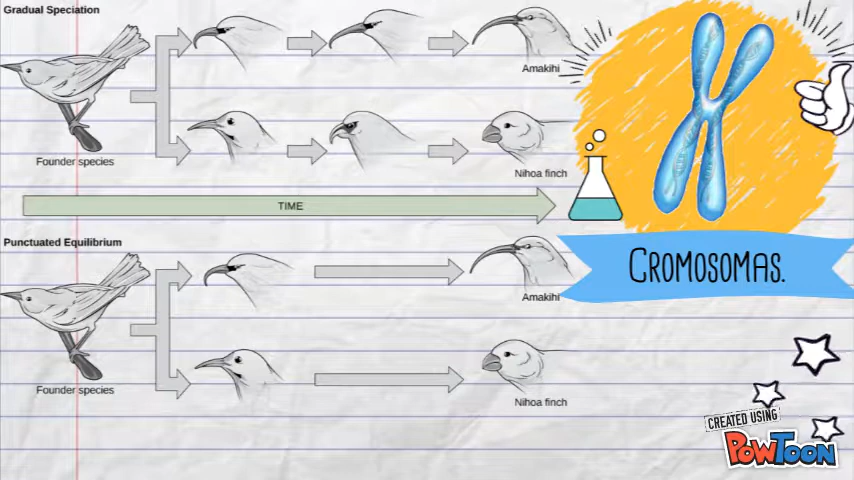 Gradual Speciation
Amakihi
Founder species
Nihoa finch
TIME
Punctuated Equilibrium
CROMOSOMAS.
Amakihi
Founder species
Nihoa finch
CREATED USING
POWTOON